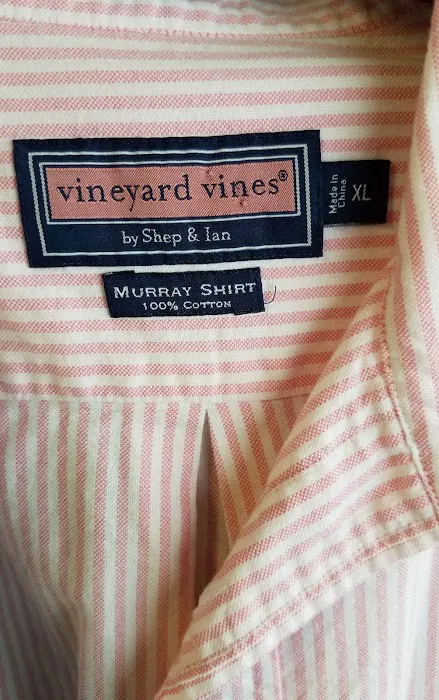 vineyard vines®
by Shep & Ian
Made in
China
XL
MURRAY SHIRT
100% COTTON